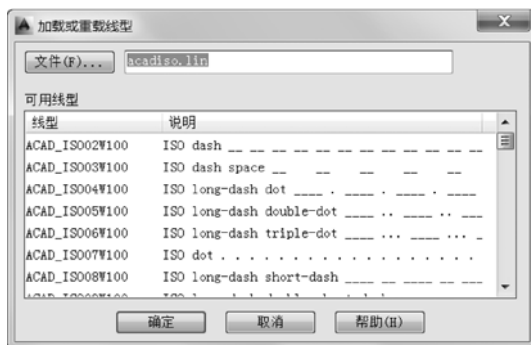 加载或重载线型
文件(F)... acadiso.lin
可用线型
线型 说明
ACAD_ISO02W100 ISO dash __ __ __ __ __ __ __ __ __ __ __ __ __
ACAD_ISO03W100 ISO dash space __ __ __ __ __ __
ACAD_ISO04W100 ISO long-dash dot ____ . ____ . ____ . ____
ACAD_ISO05W100 ISO long-dash double-dot ____ .. ____ .. ___
ACAD_ISO06W100 ISO long-dash triple-dot ____ ... ____ ... _
ACAD_ISO07W100 ISO dot . . . . . . . . . . . . . . . . . . . .
ACAD_ISO08W100 ISO long-dash short-dash ____ __ ____ __ ____
确定 取消 帮助(H)